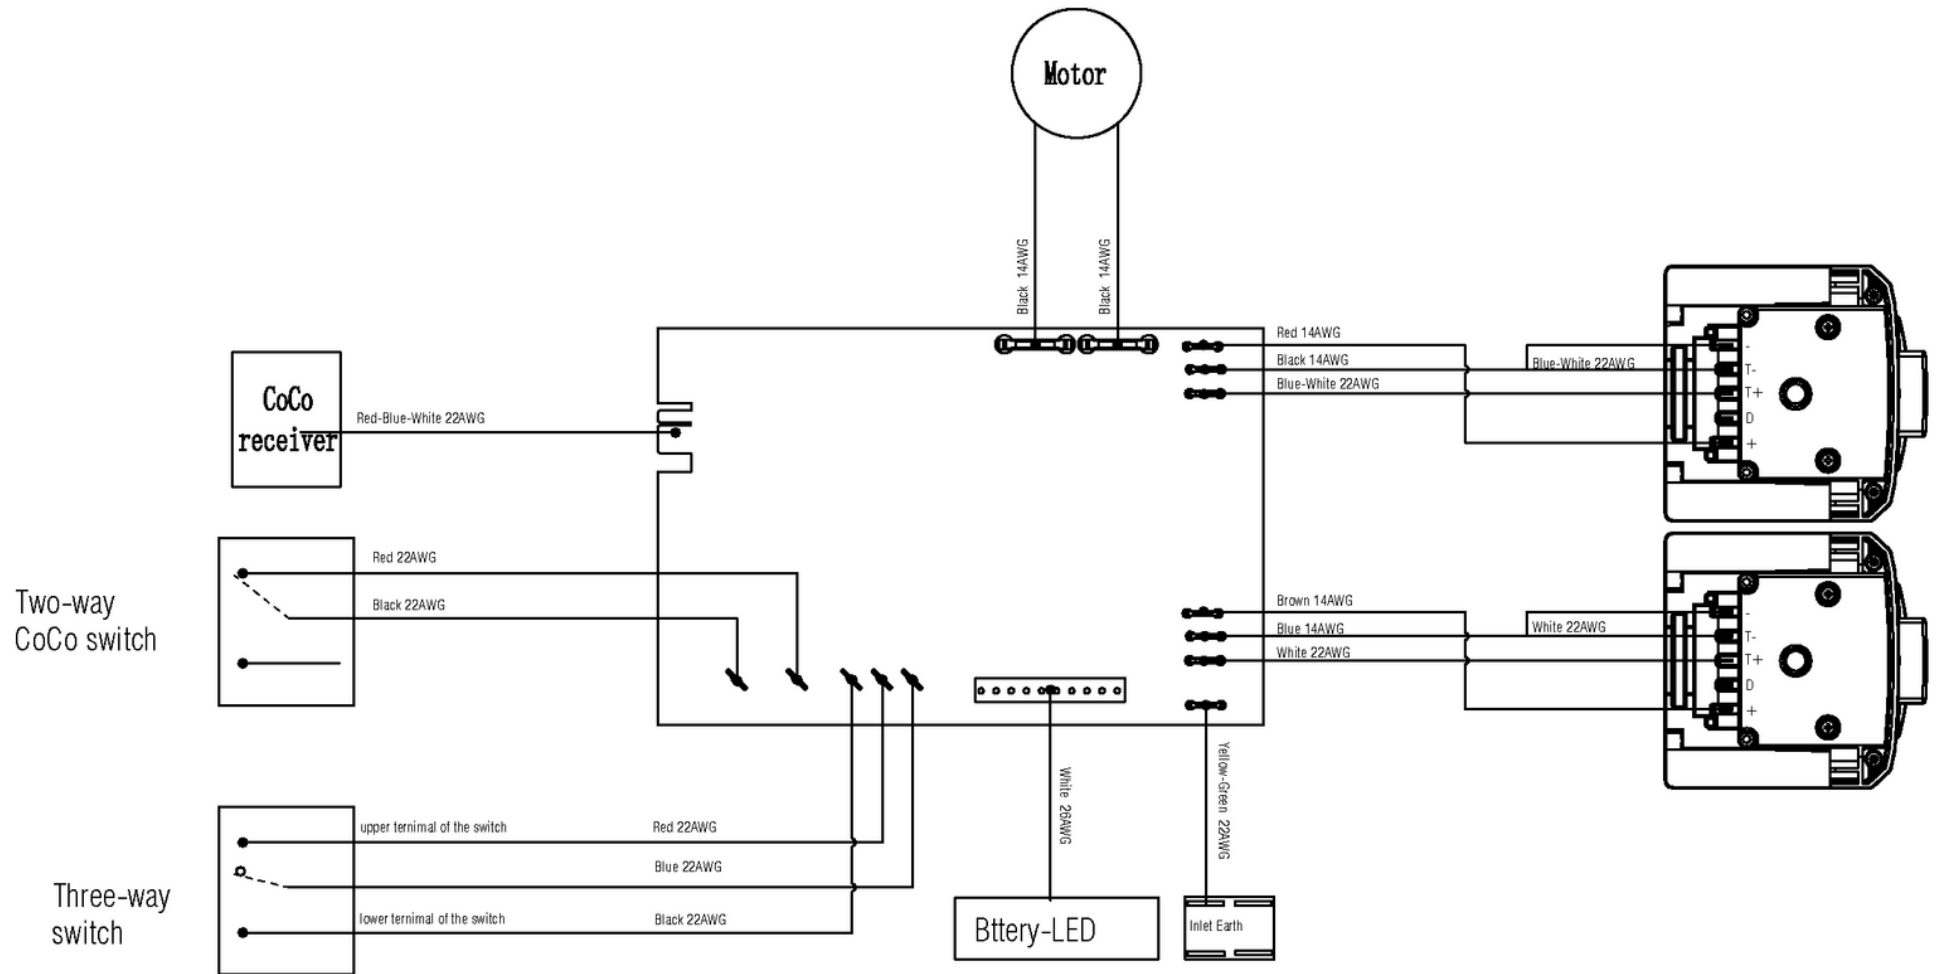 Motor
Black 14AWG
Black 14AWG
Red 14AWG
Black 14AWG
Blue-White 22AWG
Blue-White 22AWG
-
T-
T+
D
+
CoCo
receiver
Red-Blue-White 22AWG
Two-way
CoCo switch
Red 22AWG
Black 22AWG
Brown 14AWG
Blue 14AWG
White 22AWG
White 22AWG
-
T-
T+
D
+
Three-way
switch
upper ternimal of the switch
Red 22AWG
Blue 22AWG
lower ternimal of the switch
Black 22AWG
White 26AWG
Yellow-Green 22AWG
Bttery-LED
Inlet Earth